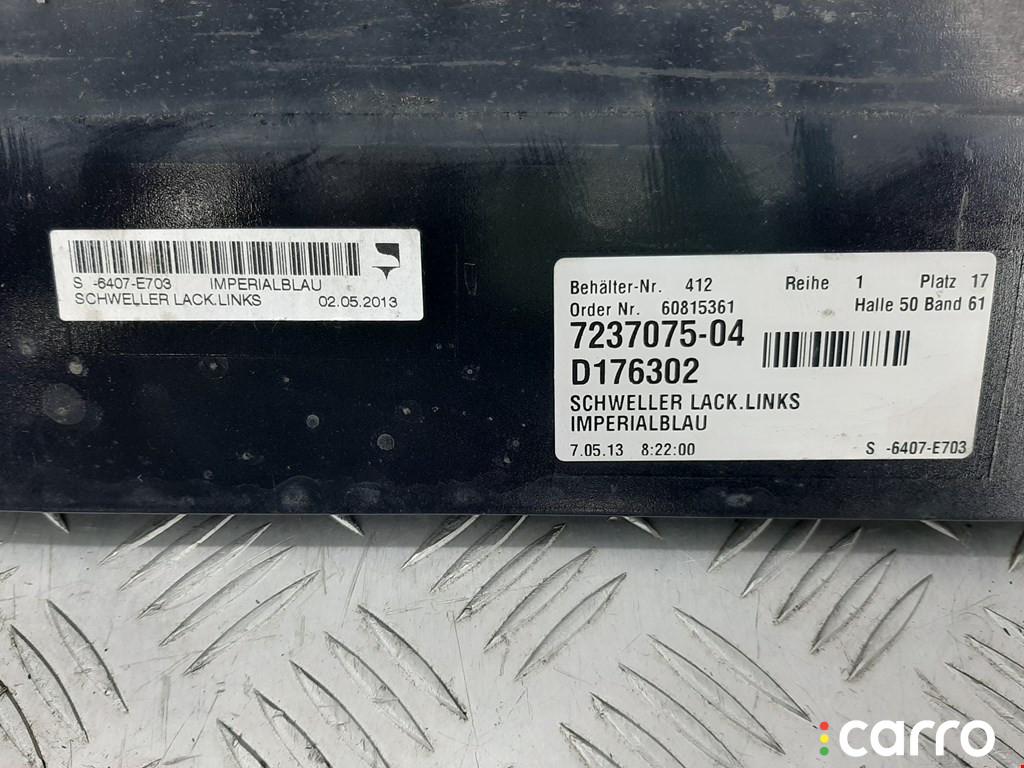 S -6407-E703 IMPERIALBLAU
SCHWELLER LACK.LINKS 02.05.2013
Behälter-Nr. 412 Reihe 1 Platz 17
Order Nr. 60815361 Halle 50 Band 61
7237075-04
D176302
SCHWELLER LACK.LINKS
IMPERIALBLAU
7.05.13 8:22:00 S -6407-E703
carro